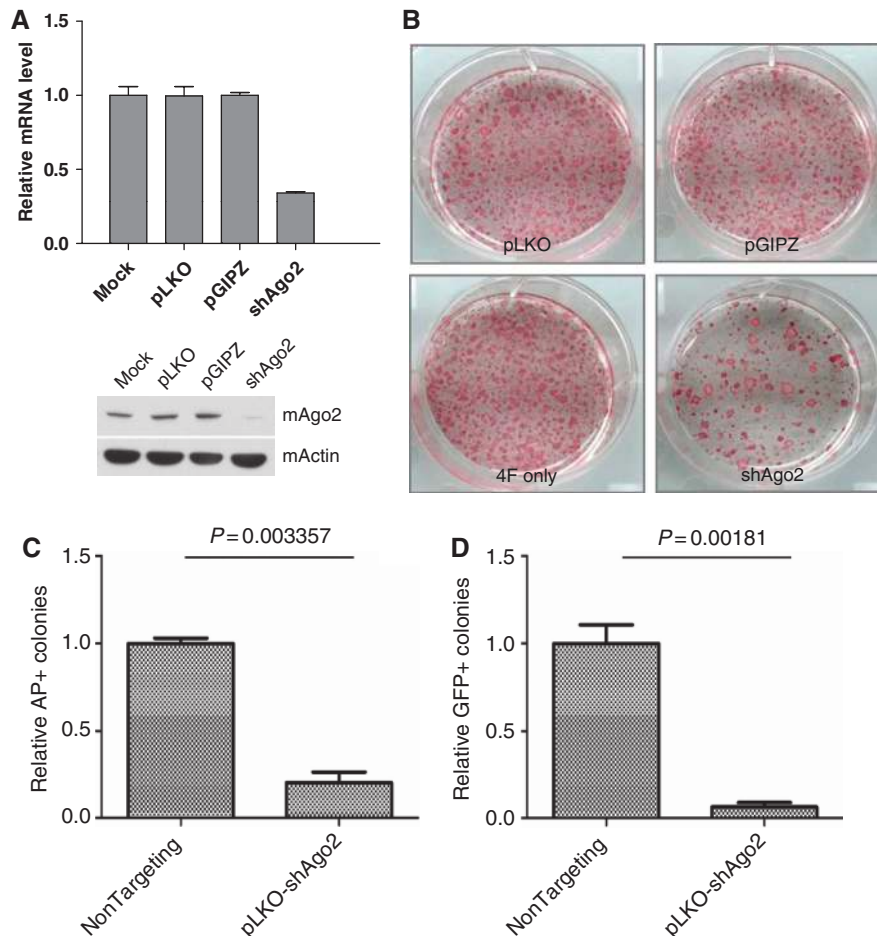 A
1.5
1.0
0.5
0.0
Relative mRNA level
Mock
pLKO
pGIPZ
shAgo2
Mock
pLKO
pGIPZ
shAgo2
mAgo2
mActin
B
pLKO
pGIPZ
4F only
shAgo2
C
P=0.003357
1.5
1.0
0.5
0.0
Relative AP+ colonies
NonTargeting
pLKO-shAgo2
D
P=0.00181
1.5
1.0
0.5
0.0
Relative GFP+ colonies
NonTargeting
pLKO-shAgo2